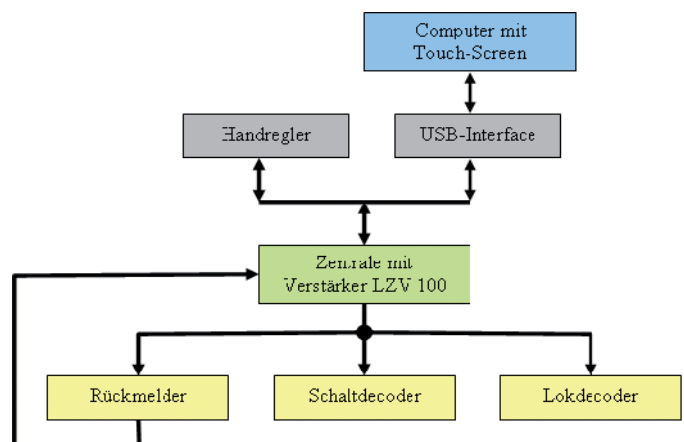 Computer mit
Touch-Screen
Handregler
USB-Interface
Zentrale mit
Verstärker LZV 100
Rückmelder
Schaltdecoder
Lokdecoder